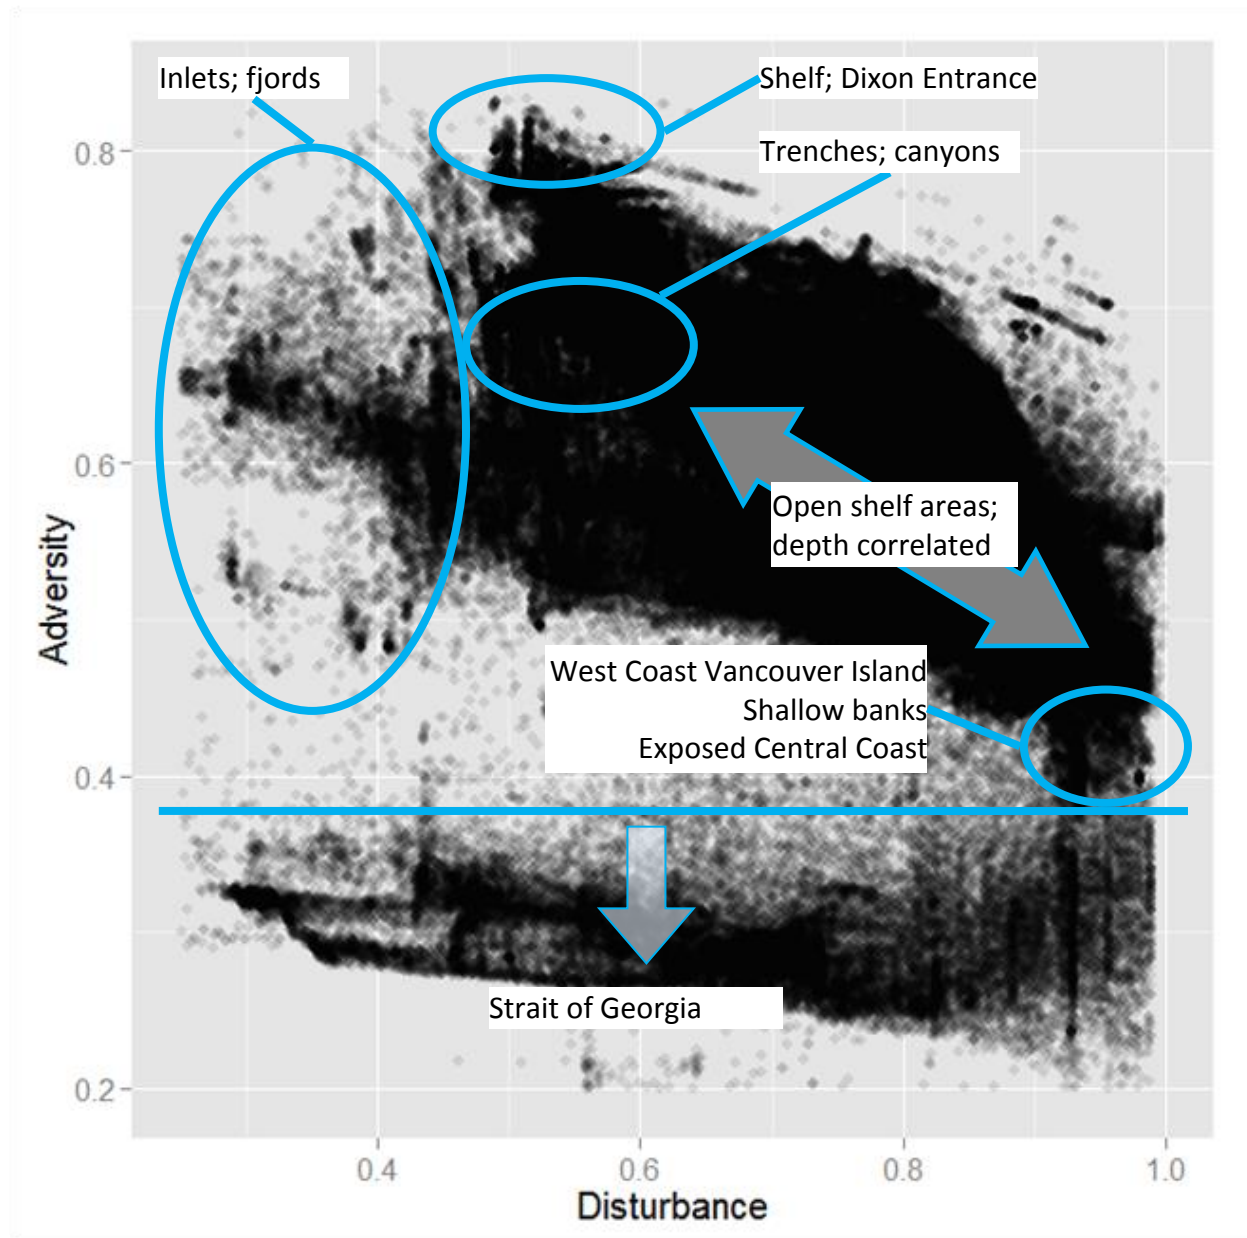 Inlets; fjords
Shelf; Dixon Entrance
Trenches; canyons
Open shelf areas;
depth correlated
West Coast Vancouver Island
Shallow banks
Exposed Central Coast
Strait of Georgia
Adversity
0.8
0.6
0.4
0.2
0.4
0.6
0.8
1.0
Disturbance